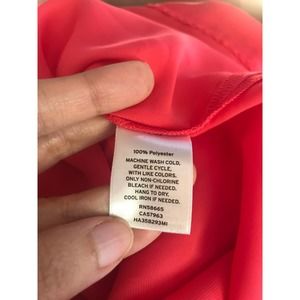 100% Polyester
MACHINE WASH COLD,
GENTLE CYCLE,
WITH LIKE COLORS.
ONLY NON-CHLORINE
BLEACH IF NEEDED.
HANG TO DRY,
COOL IRON IF NEEDED.
RN58665
CA57963
HA358293MI